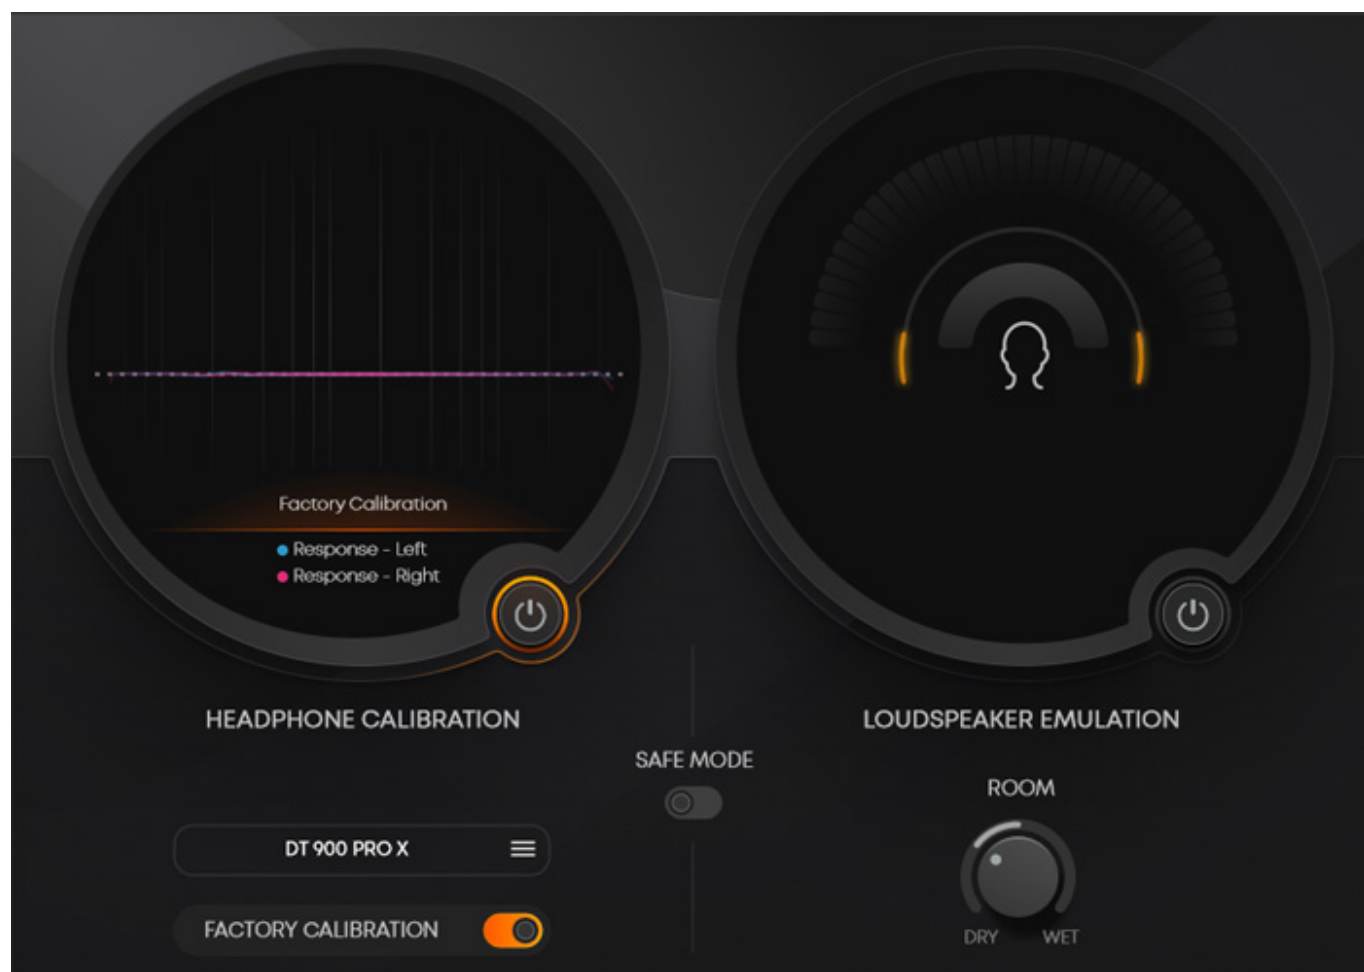 Factory Calibration
Response - Left
Response - Right
HEADPHONE CALIBRATION
LOUDSPEAKER EMULATION
SAFE MODE
ROOM
DT 900 PRO X
FACTORY CALIBRATION
DRY WET